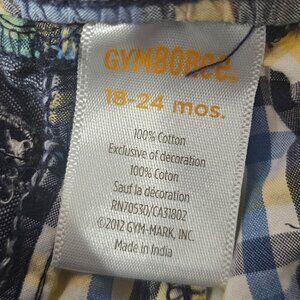 GYMBOREE.
18-24 mos.
100% Cotton
Exclusive of decoration
100% Coton
Sauf la décoration
RN70530/CA31802
©2012 GYM-MARK, INC.
Made in India